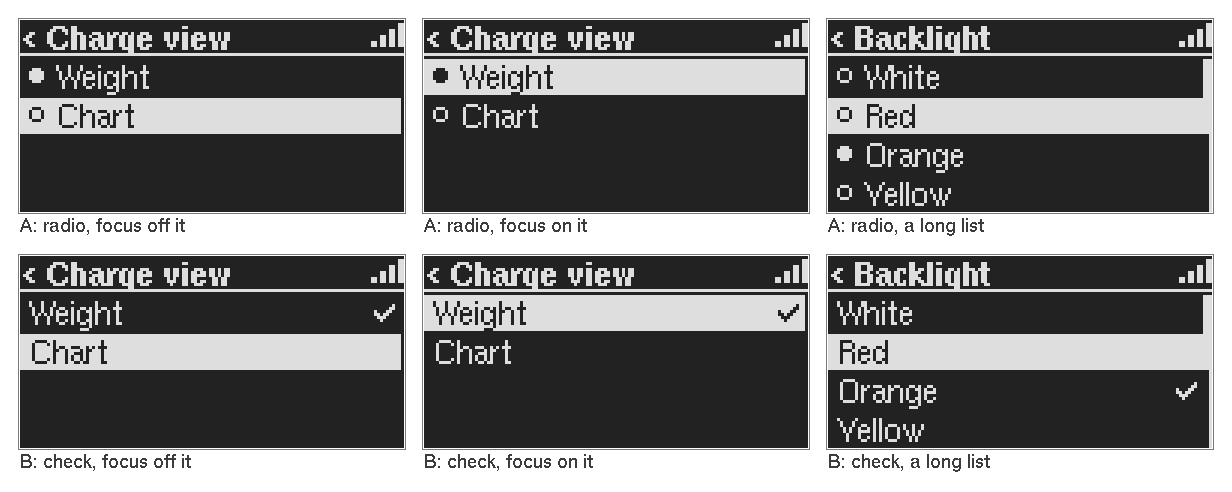 < Charge view
Weight
Chart
A: radio, focus off it
< Charge view
Weight
Chart
A: radio, focus on it
< Backlight
White
Red
Orange
Yellow
A: radio, a long list
< Charge view
Weight
Chart
B: check, focus off it
< Charge view
Weight
Chart
B: check, focus on it
< Backlight
White
Red
Orange
Yellow
B: check, a long list